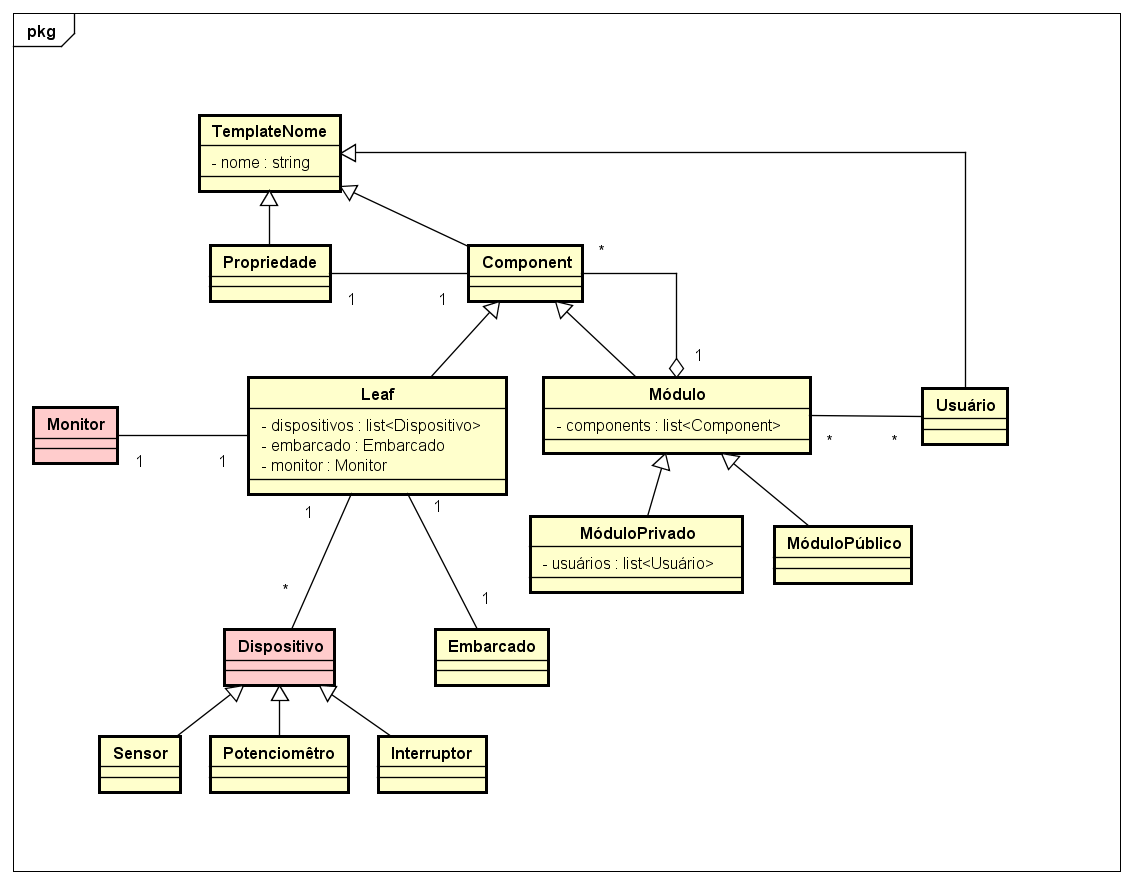 pkg
TemplateNome
- nome : string
Propriedade
Component
*
1
1
1
Leaf
- dispositivos : list<Dispositivo>
- embarcado : Embarcado
- monitor : Monitor
Módulo
- components : list<Component>
Usuário
*
*
Monitor
1
1
1
1
MóduloPrivado
- usuários : list<Usuário>
MóduloPúblico
*
1
Dispositivo
Embarcado
Sensor
Potenciomêtro
Interruptor